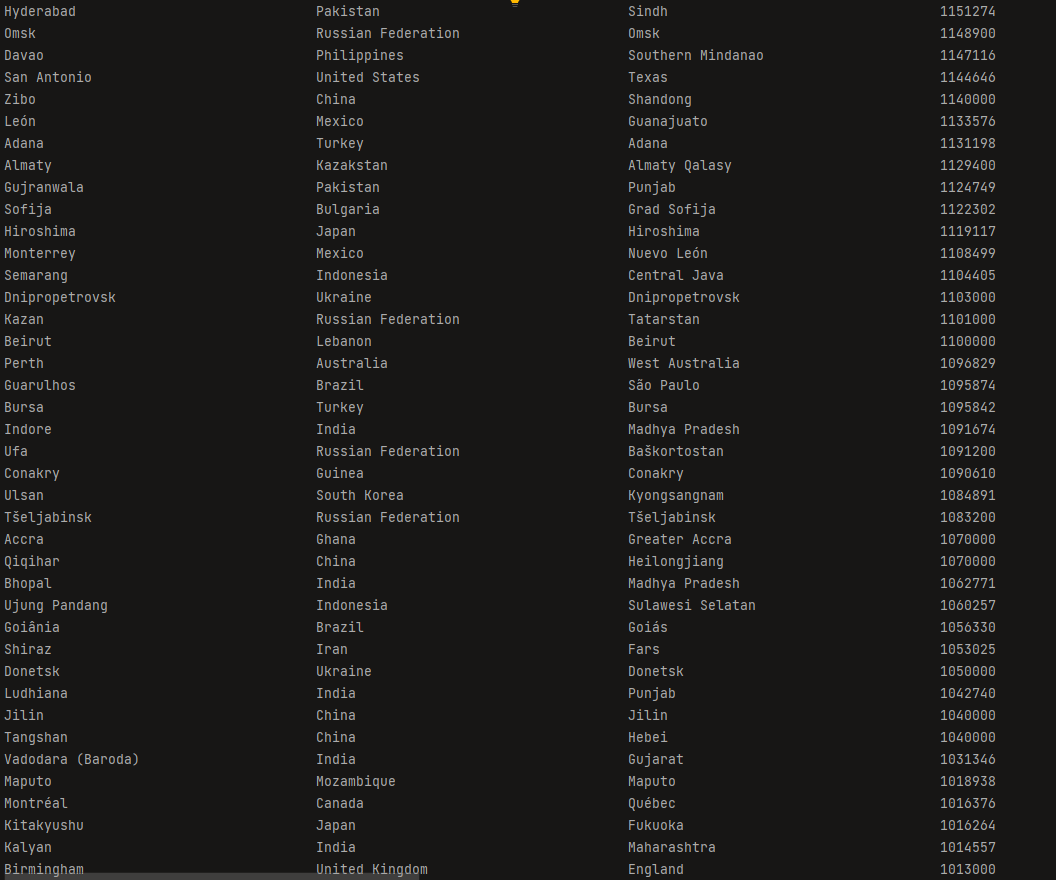 Hyderabad Pakistan Sindh 1151274
Omsk Russian Federation Omsk 1148900
Davao Philippines Southern Mindanao 1147116
San Antonio United States Texas 1144646
Zibo China Shandong 1140000
León Mexico Guanajuato 1133576
Adana Turkey Adana 1131198
Almaty Kazakstan Almaty Qalasy 1129400
Gujranwala Pakistan Punjab 1124749
Sofija Bulgaria Grad Sofija 1122302
Hiroshima Japan Hiroshima 1119117
Monterrey Mexico Nuevo León 1108499
Semarang Indonesia Central Java 1104405
Dnipropetrovsk Ukraine Dnipropetrovsk 1103000
Kazan Russian Federation Tatarstan 1101000
Beirut Lebanon Beirut 1100000
Perth Australia West Australia 1096829
Guarulhos Brazil São Paulo 1095874
Bursa Turkey Bursa 1095842
Indore India Madhya Pradesh 1091674
Ufa Russian Federation Baškortostan 1091200
Conakry Guinea Conakry 1090610
Ulsan South Korea Kyongsangnam 1084891
Tšeljabinsk Russian Federation Tšeljabinsk 1083200
Accra Ghana Greater Accra 1070000
Qiqihar China Heilongjiang 1070000
Bhopal India Madhya Pradesh 1062771
Ujung Pandang Indonesia Sulawesi Selatan 1060257
Goiânia Brazil Goiás 1056330
Shiraz Iran Fars 1053025
Donetsk Ukraine Donetsk 1050000
Ludhiana India Punjab 1042740
Jilin China Jilin 1040000
Tangshan China Hebei 1040000
Vadodara (Baroda) India Gujarat 1031346
Maputo Mozambique Maputo 1018938
Montréal Canada Québec 1016376
Kitakyushu Japan Fukuoka 1016264
Kalyan India Maharashtra 1014557
Birmingham United Kingdom England 1013000